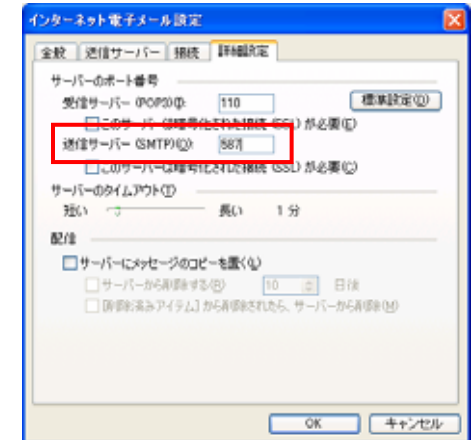 インターネット電子メール設定
全般 送信サーバー 接続 詳細設定
サーバーのポート番号
受信サーバー (POP3)(I): 110 標準設定(D)
このサーバーは暗号化された接続 (SSL) が必要(E)
送信サーバー (SMTP)(O): 587
このサーバーは暗号化された接続 (SSL) が必要(C)
サーバーのタイムアウト(T)
短い 長い 1 分
配信
サーバーにメッセージのコピーを置く(L)
サーバーから削除する(R) 10 日後
[削除済みアイテム] から削除されたら、サーバーから削除(M)
OK キャンセル